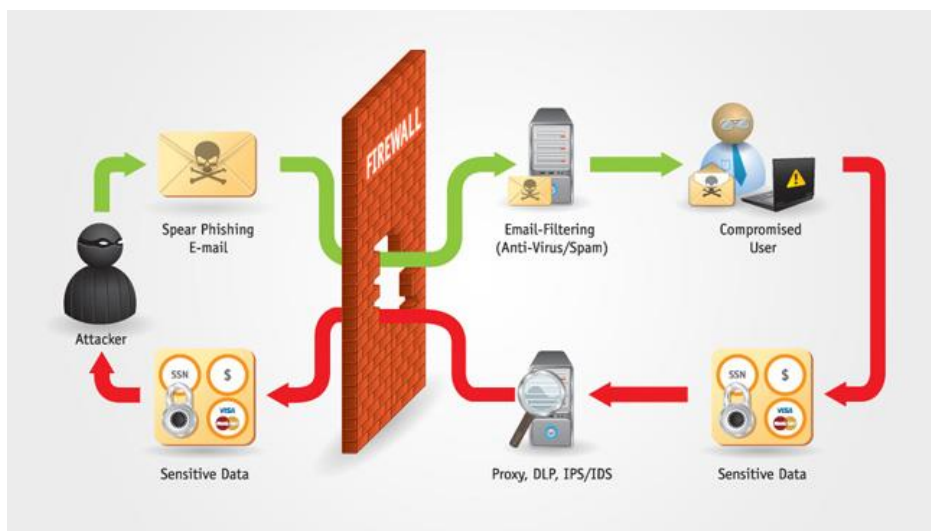 FIREWALL
Spear Phishing
E-mail
Email-Filtering
(Anti-Virus/Spam)
Compromised
User
Attacker
SSN
$
VISA
Sensitive Data
Proxy, DLP, IPS/IDS
SSN
$
VISA
Sensitive Data